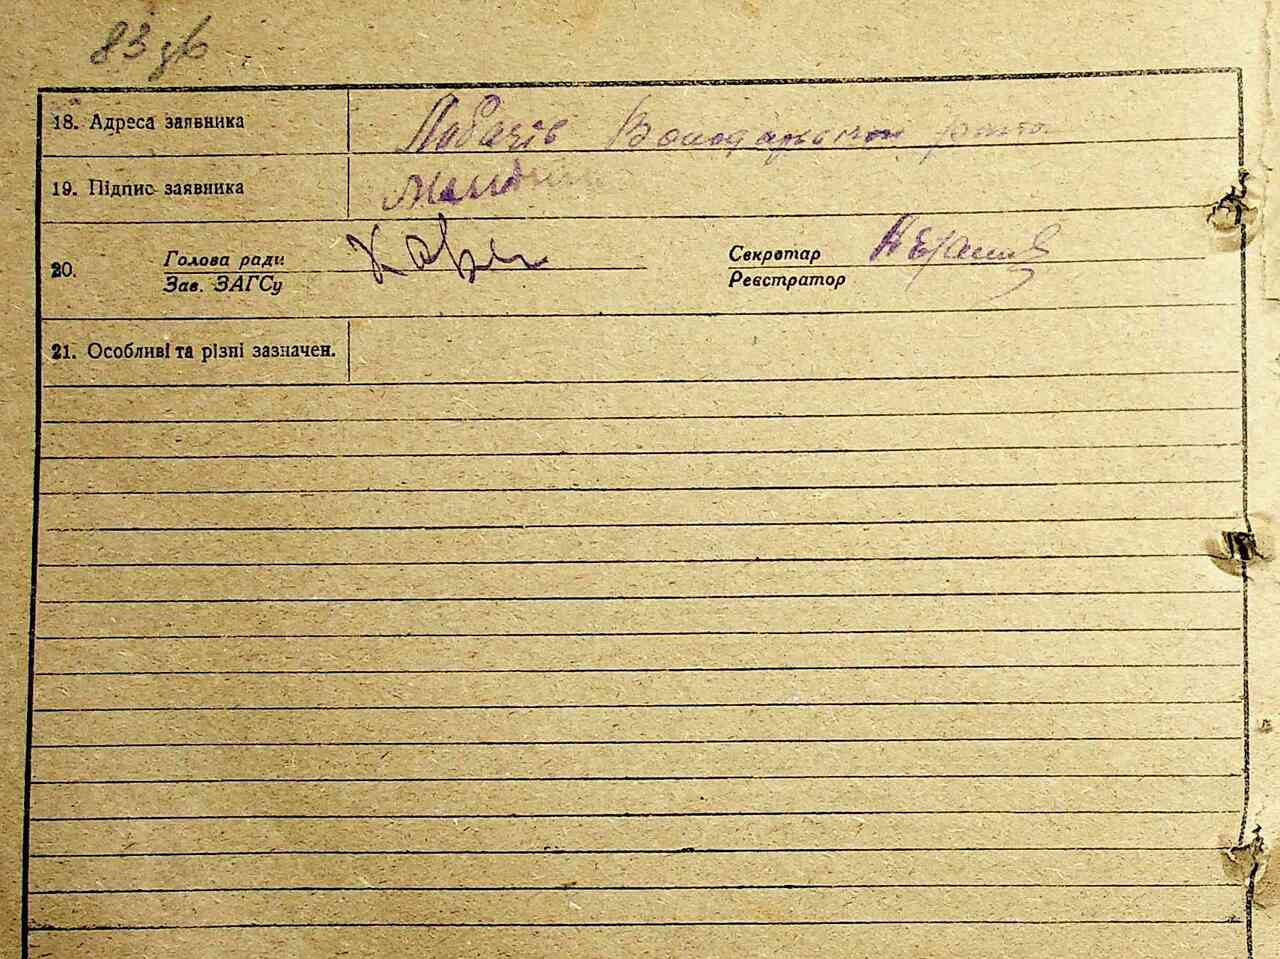 83 зв
18. Адреса заявника Лобачів Володарського р-ну
19. Підпис заявника
20. Голова ради Секретар
Зав. ЗАГСу Реєстратор
21. Особливі та різні зазначен.